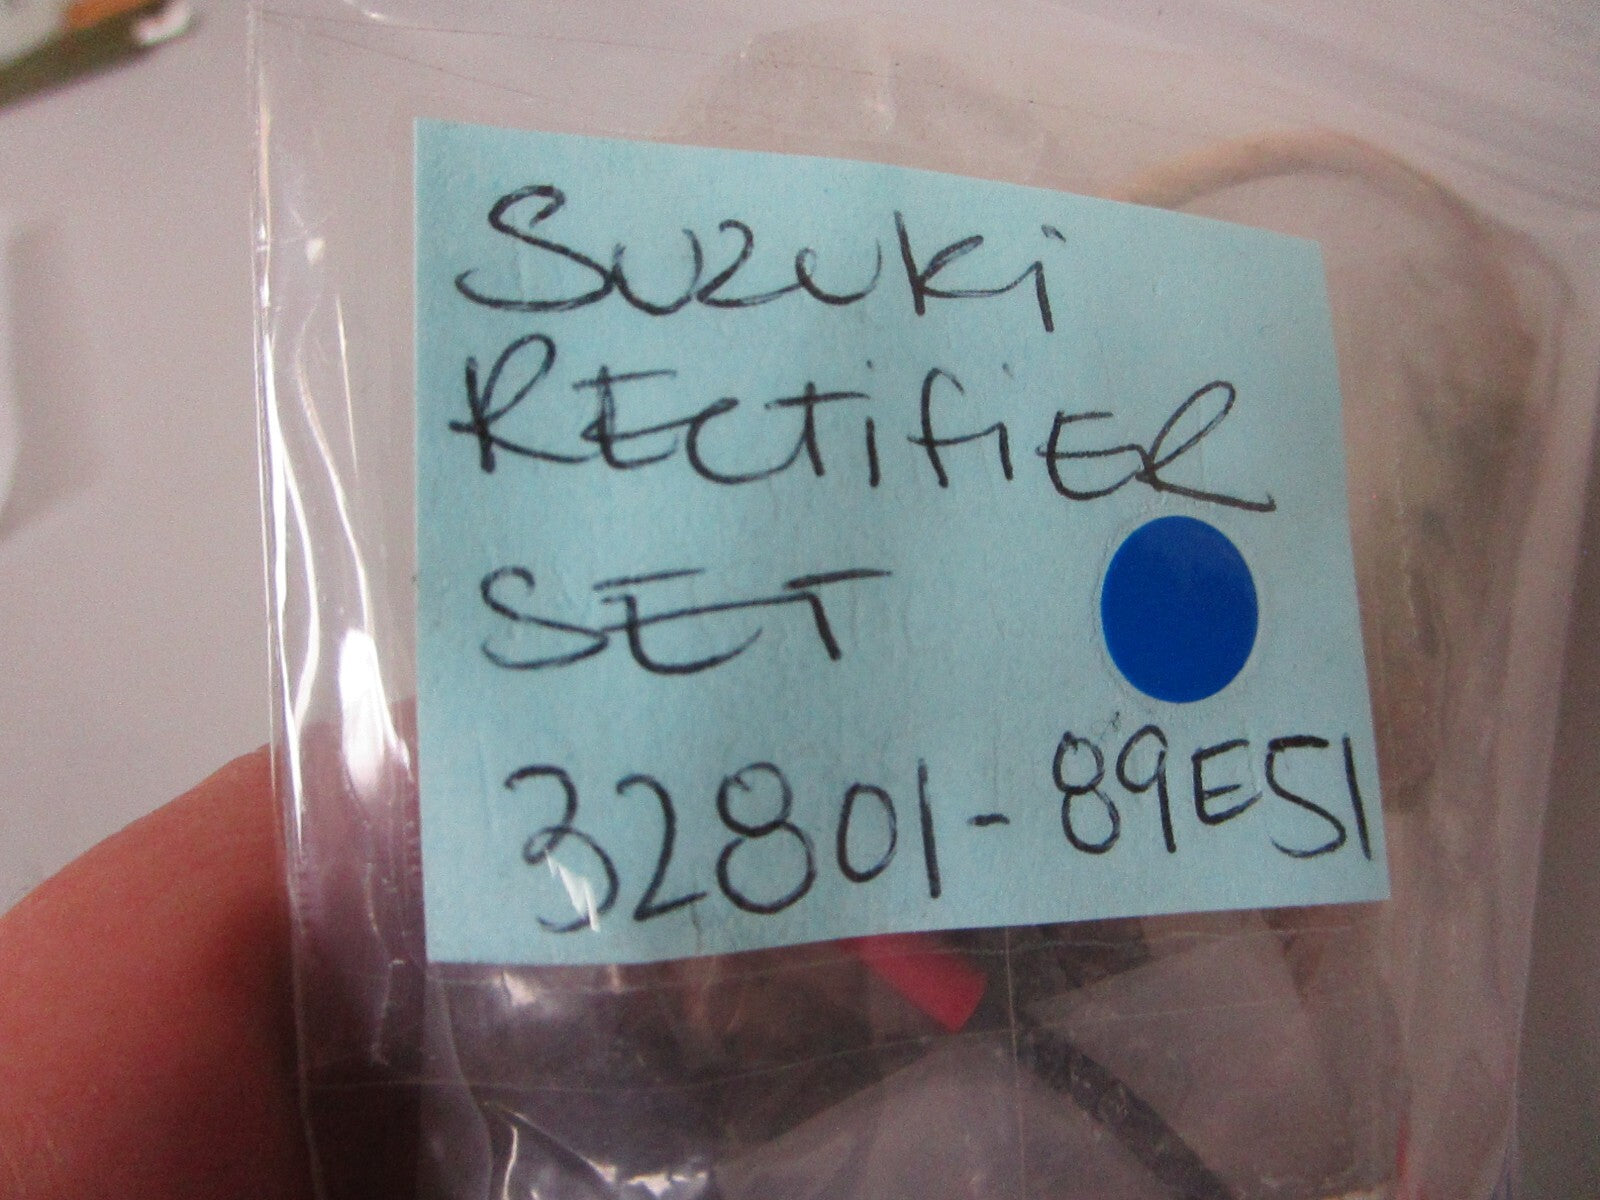 Suzuki
RECTifiER
SET
32801-89E51